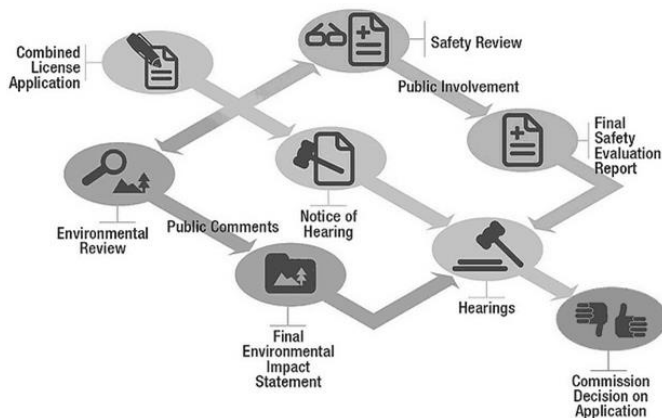 Combined
License
Application
Safety Review
Public Involvement
Final
Safety
Evaluation
Report
Environmental
Review
Public Comments
Notice of
Hearing
Hearings
Final
Environmental
Impact
Statement
Commission
Decision on
Application